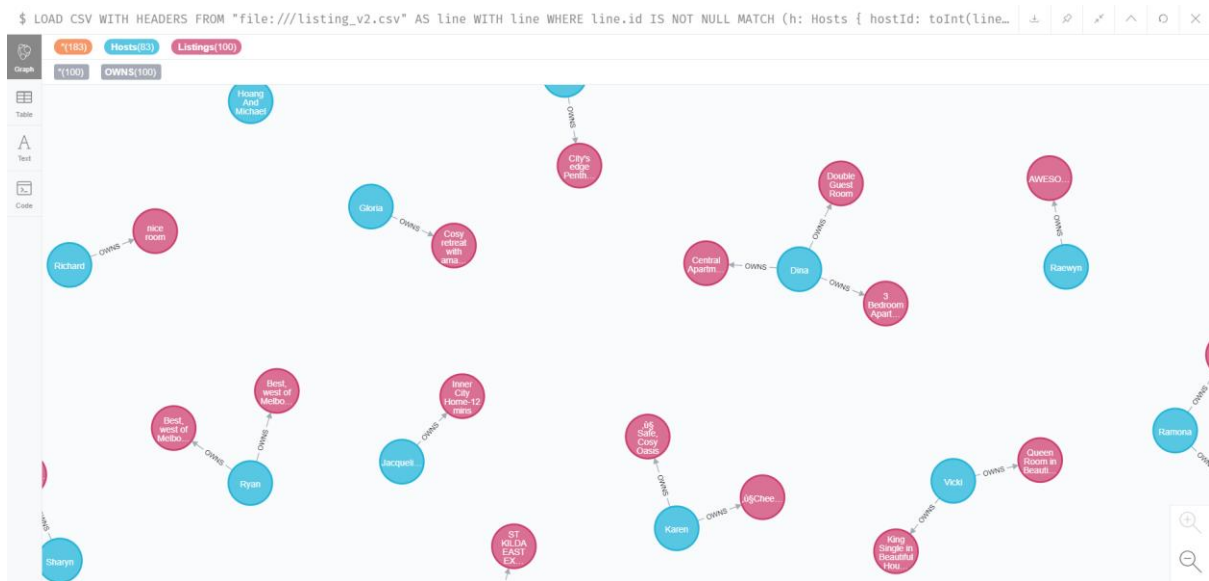 $ LOAD CSV WITH HEADERS FROM "file:///listing_v2.csv" AS line WITH line WHERE line.id IS NOT NULL MATCH (h: Hosts { hostId: toInt(line…
Graph
Table
Text
Code
*(183) Hosts(83) Listings(100)
*(100) OWNS(100)
Hoang
And
Michael
OWNS
City's
edge
Penth…
Gloria
OWNS
Cosy
retreat
with
ama…
nice
room
OWNS
Richard
Double
Guest
Room
OWNS
Central
Apartm…
OWNS
Dina
OWNS
3
Bedroom
Apart…
AWESO…
OWNS
Raewyn
Best,
west of
Melbo…
OWNS
Best,
west of
Melbo…
OWNS
Ryan
Inner
City
Home-12
mins
OWNS
Jacqueli…
‚ù§
Safe,
Cosy
Oasis
OWNS
Karen
OWNS
‚ù§Chee…
Queen
Room in
Beauti…
OWNS
Vicki
OWNS
King
Single in
Beautiful
Hou…
OWNS
Ramona
OWNS
OWNS
Sharyn
ST
KILDA
EAST
EX…